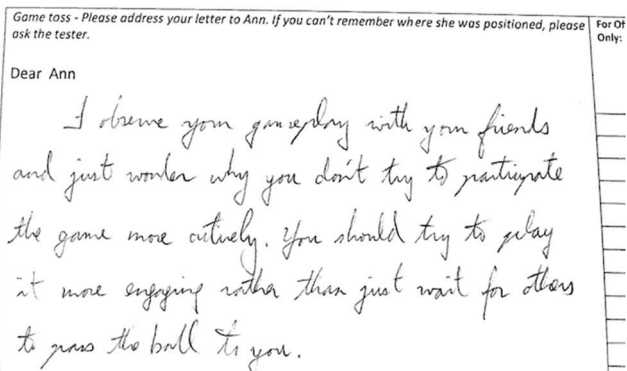 Game toss - Please address your letter to Ann. If you can't remember where she was positioned, please
ask the tester.
For Of
Only:
Dear Ann
I observe your gameplay with your friends
and just wonder why you don't try to participate
the game more actively. You should try to play
it more engaging rather than just wait for others
to pass the ball to you.